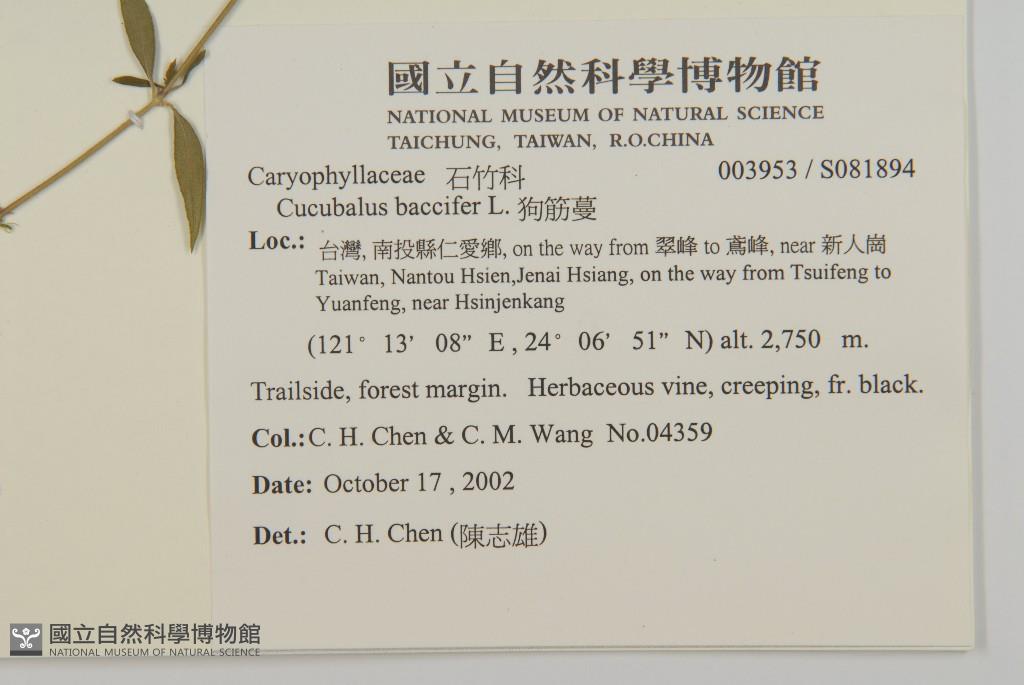 國立自然科學博物館
NATIONAL MUSEUM OF NATURAL SCIENCE
TAICHUNG, TAIWAN, R.O.CHINA
Caryophyllaceae 石竹科 003953 / S081894
Cucubalus baccifer L. 狗筋蔓
Loc.: 台灣, 南投縣仁愛鄉, on the way from 翠峰 to 鳶峰, near 新人崗
Taiwan, Nantou Hsien,Jenai Hsiang, on the way from Tsuifeng to
Yuanfeng, near Hsinjenkang
(121° 13’ 08” E , 24° 06’ 51” N) alt. 2,750 m.
Trailside, forest margin. Herbaceous vine, creeping, fr. black.
Col.: C. H. Chen & C. M. Wang No.04359
Date: October 17 , 2002
Det.: C. H. Chen (陳志雄)
國立自然科學博物館
NATIONAL MUSEUM OF NATURAL SCIENCE